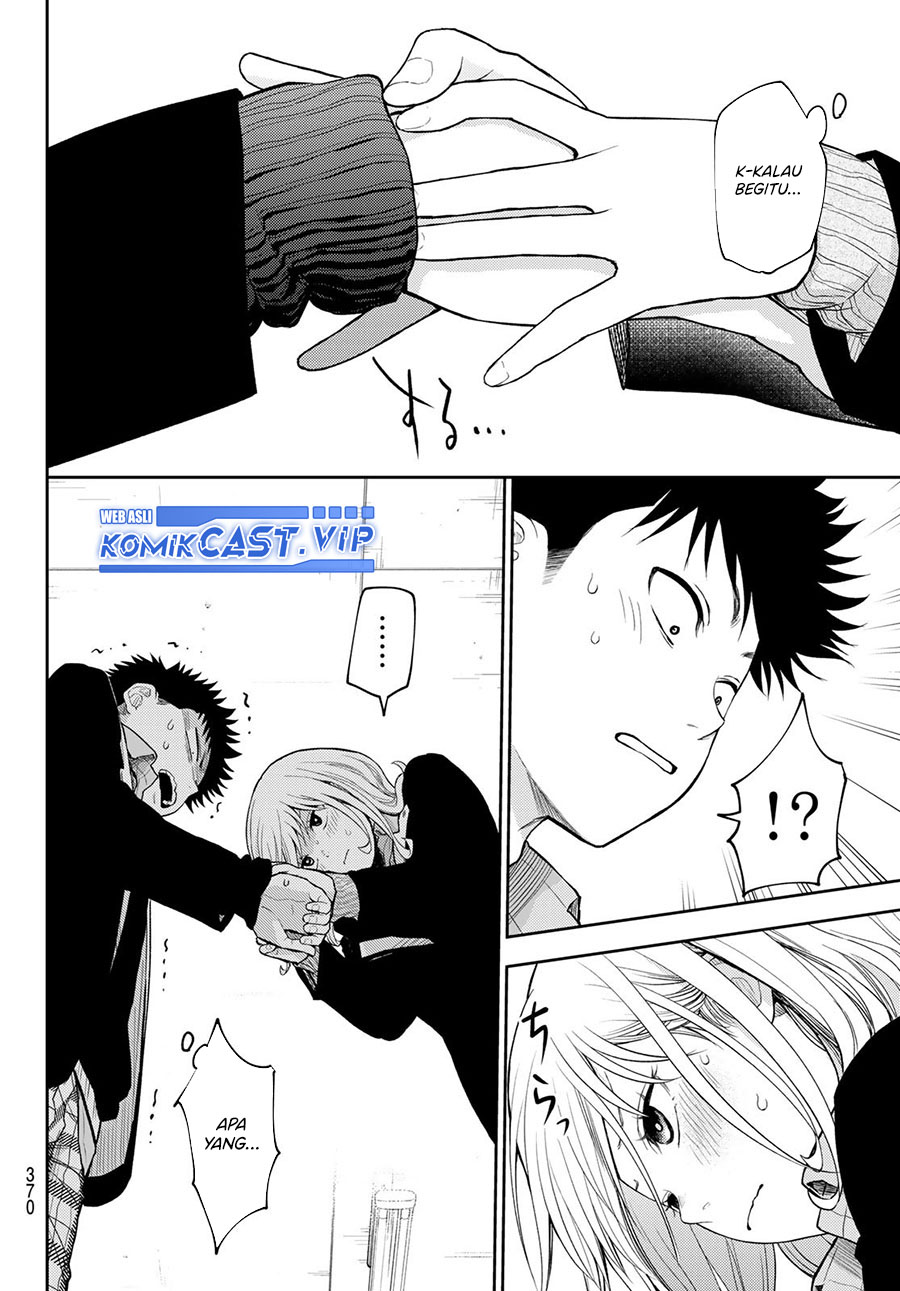 K-KALAU
BEGITU...
する...
WEB ASLI
KOMIKCAST.VIP
!?
......
ちらっ
APA
YANG...
370